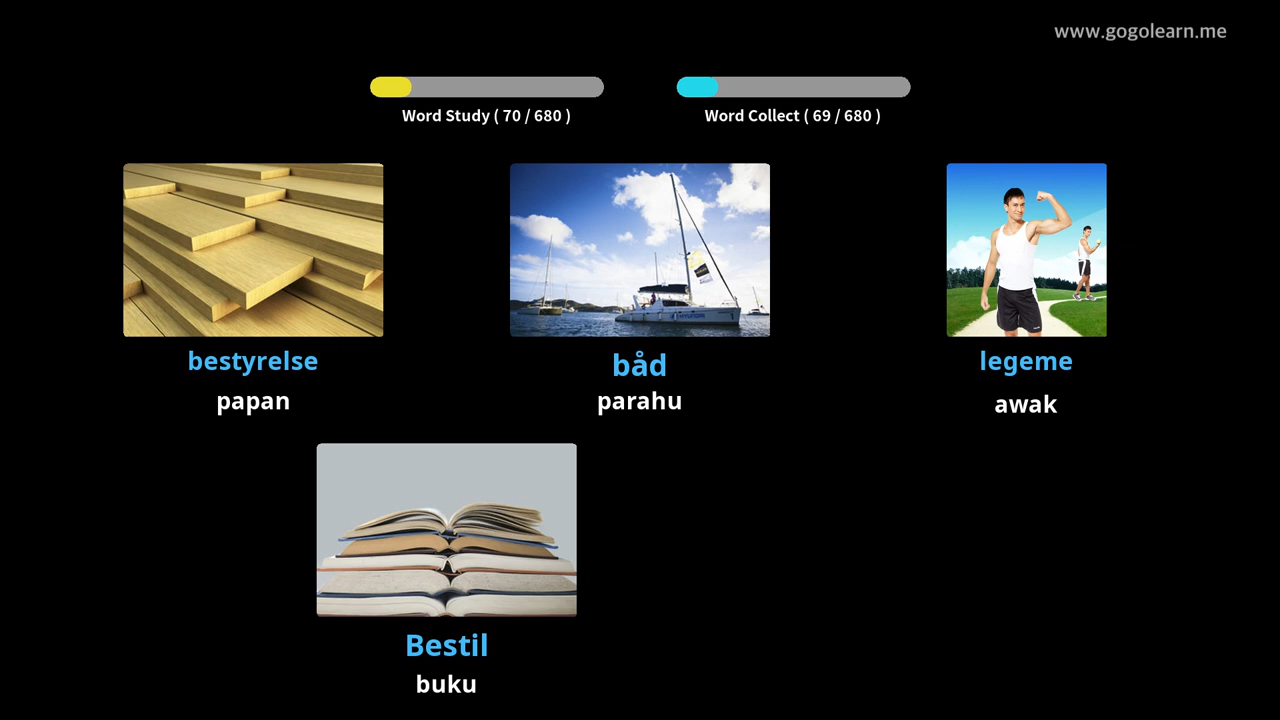 www.gogolearn.me
Word Study ( 70 / 680 )
Word Collect ( 69 / 680 )
bestyrelse
papan
båd
parahu
legeme
awak
Bestil
buku